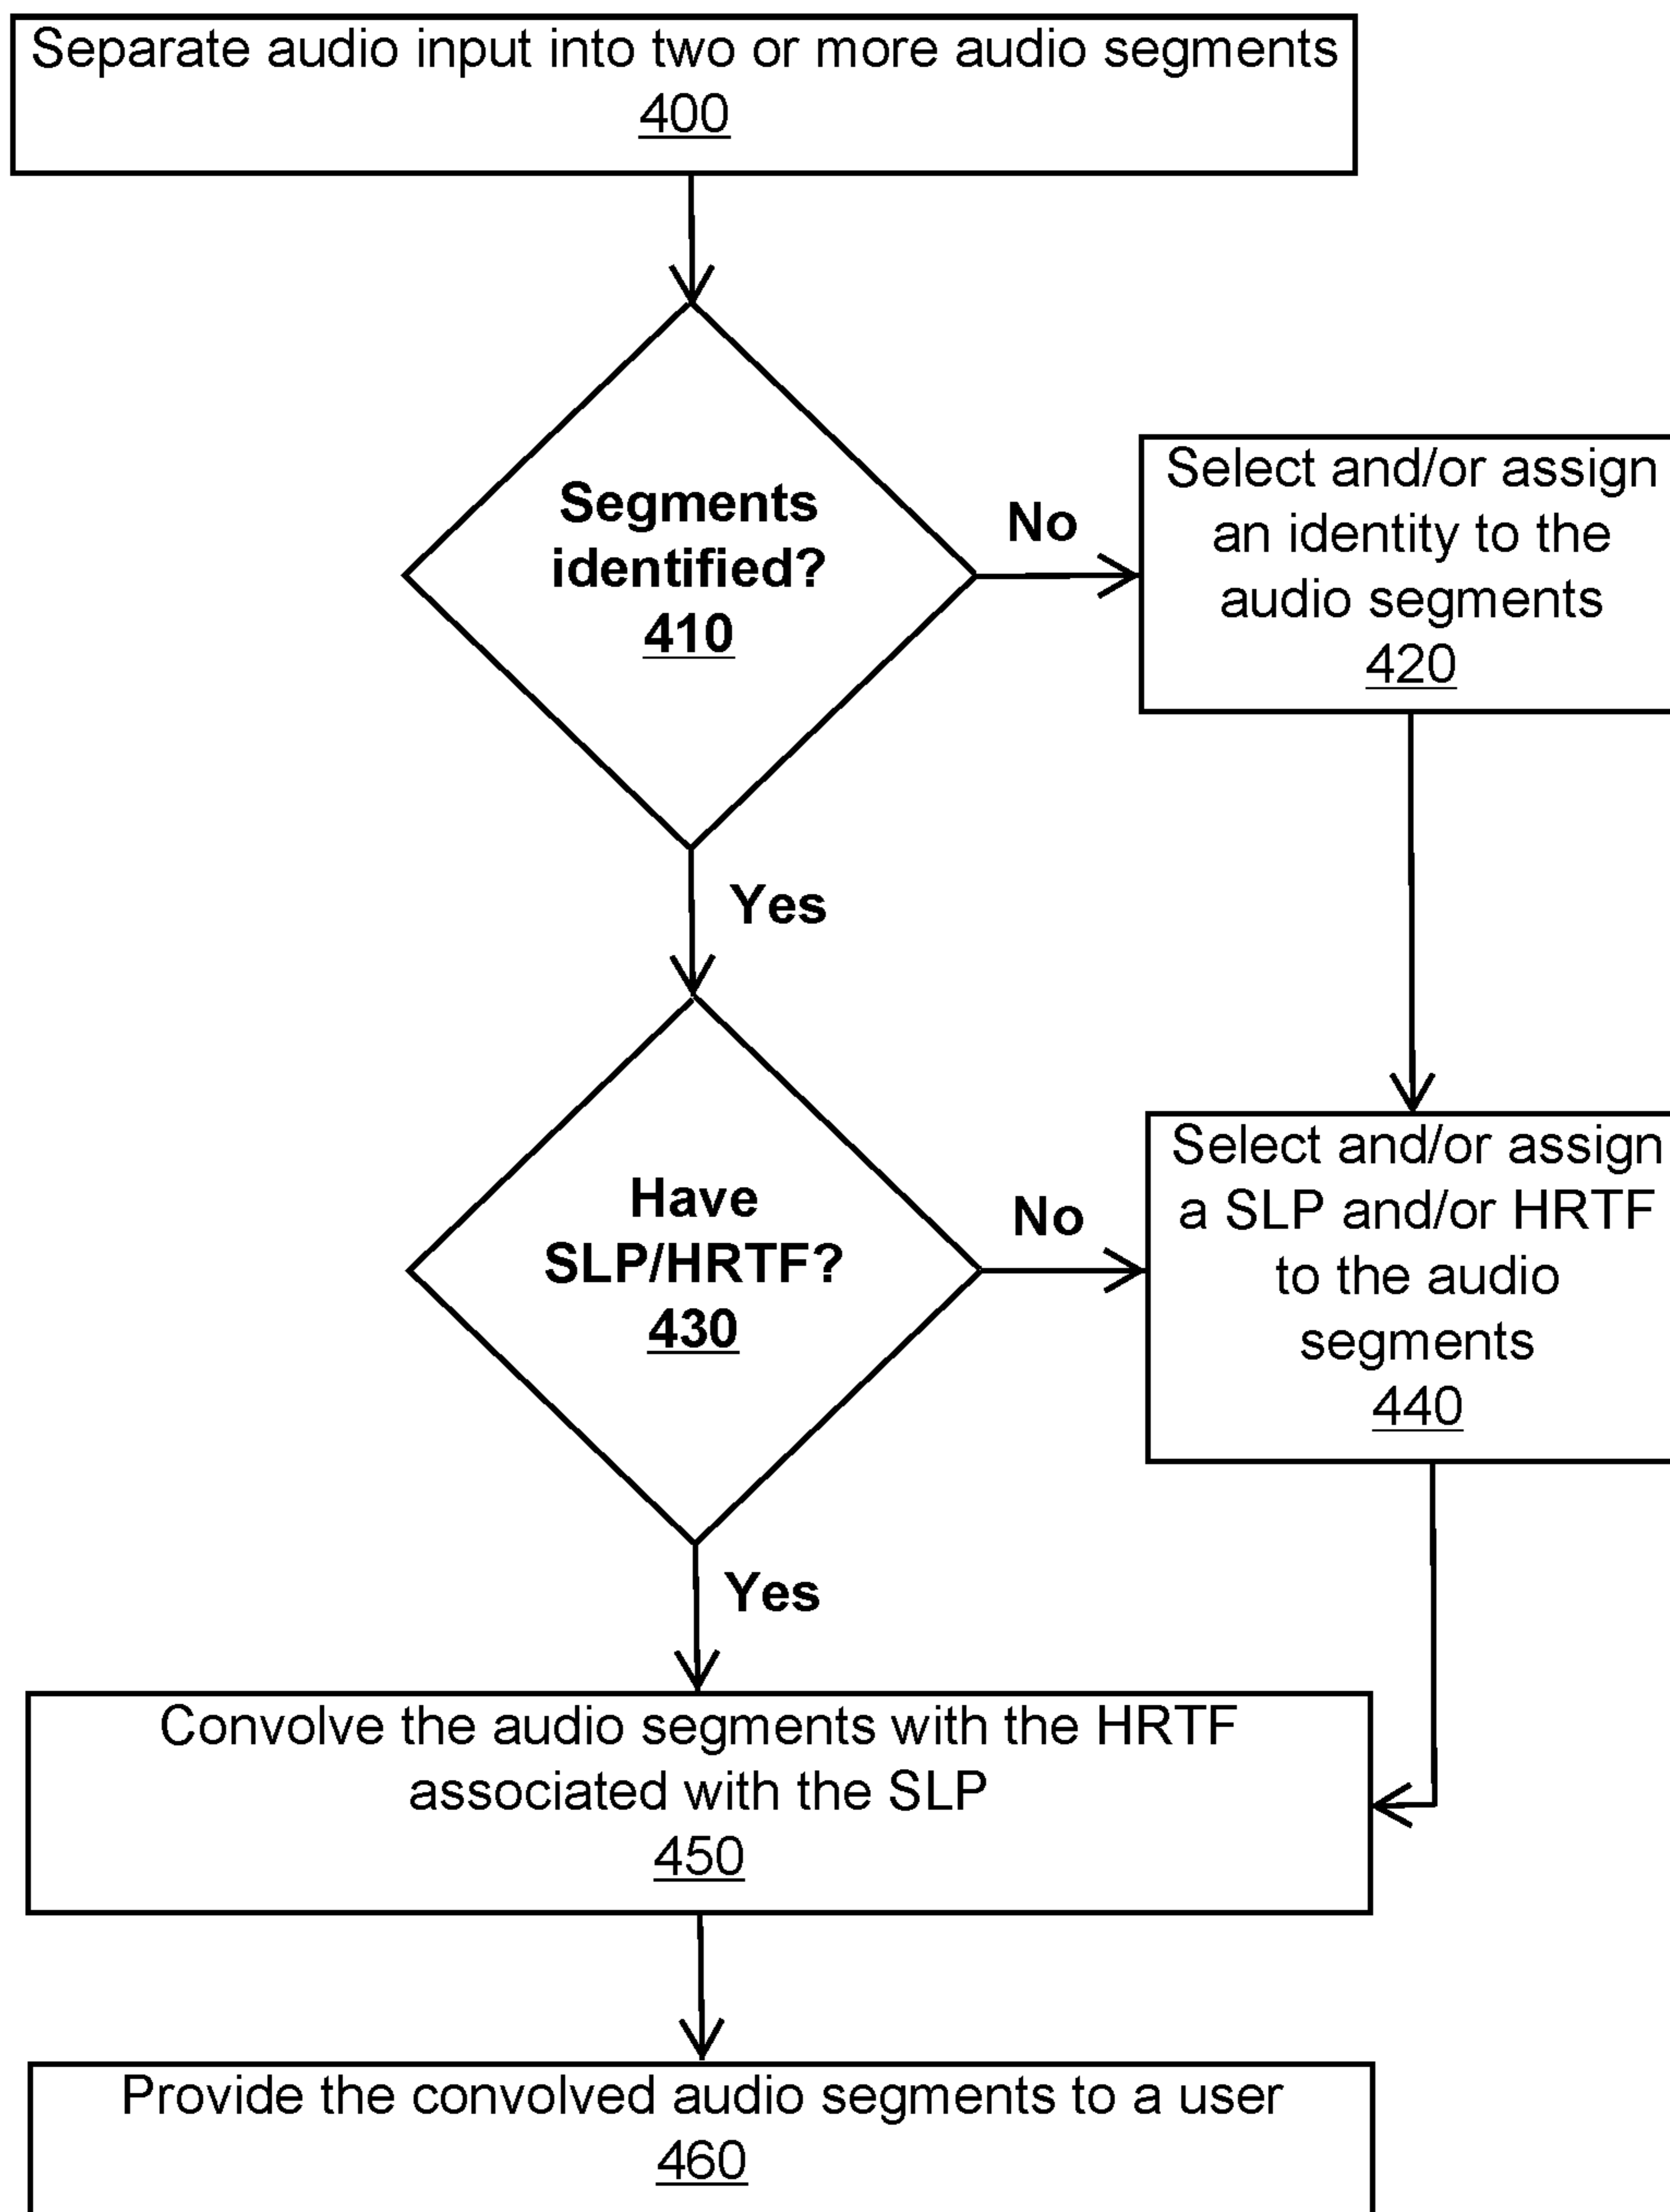 Separate audio input into two or more audio segments
400
Segments
identified?
410
No
Select and/or assign
an identity to the
audio segments
420
Yes
Have
SLP/HRTF?
430
No
Select and/or assign
a SLP and/or HRTF
to the audio
segments
440
Yes
Convolve the audio segments with the HRTF
associated with the SLP
450
Provide the convolved audio segments to a user
460